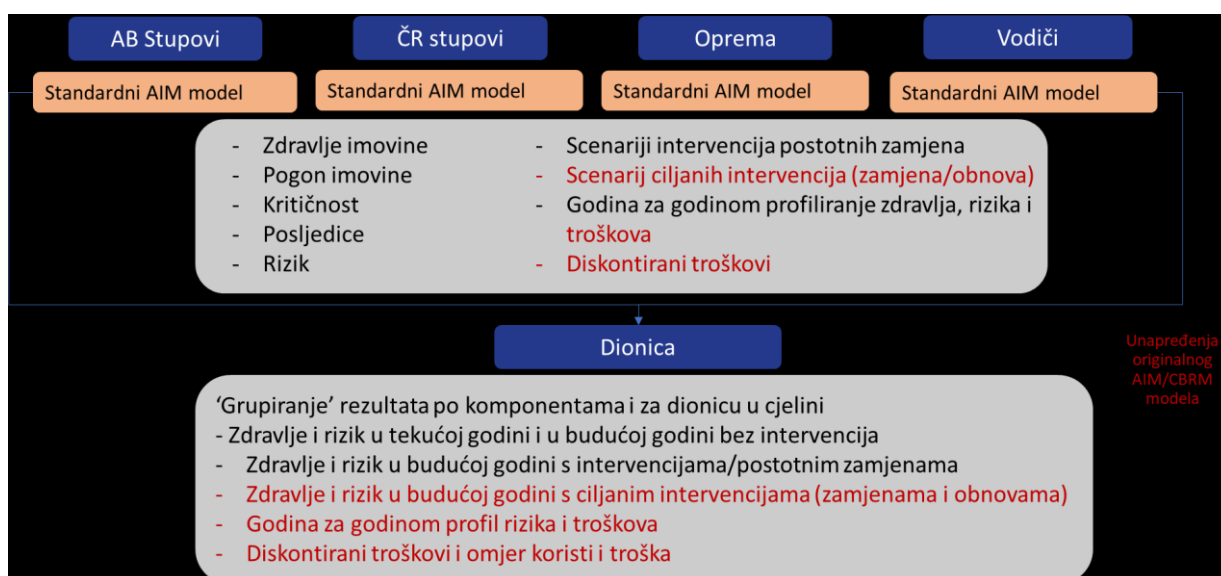 AB Stupovi
ČR stupovi
Oprema
Vodiči
Standardni AIM model
Standardni AIM model
Standardni AIM model
Standardni AIM model
- Zdravlje imovine
- Pogon imovine
- Kritičnost
- Posljedice
- Rizik
- Scenariji intervencija postotnih zamjena
- Scenarij ciljanih intervencija (zamjena/obnova)
- Godina za godinom profiliranje zdravlja, rizika i
troškova
- Diskontirani troškovi
Dionica
Unapređenja
originalnog
AIM/CBRM
modela
‘Grupiranje’ rezultata po komponentama i za dionicu u cjelini
- Zdravlje i rizik u tekućoj godini i u budućoj godini bez intervencija
- Zdravlje i rizik u budućoj godini s intervencijama/postotnim zamjenama
- Zdravlje i rizik u budućoj godini s ciljanim intervencijama (zamjenama i obnovama)
- Godina za godinom profil rizika i troškova
- Diskontirani troškovi i omjer koristi i troška